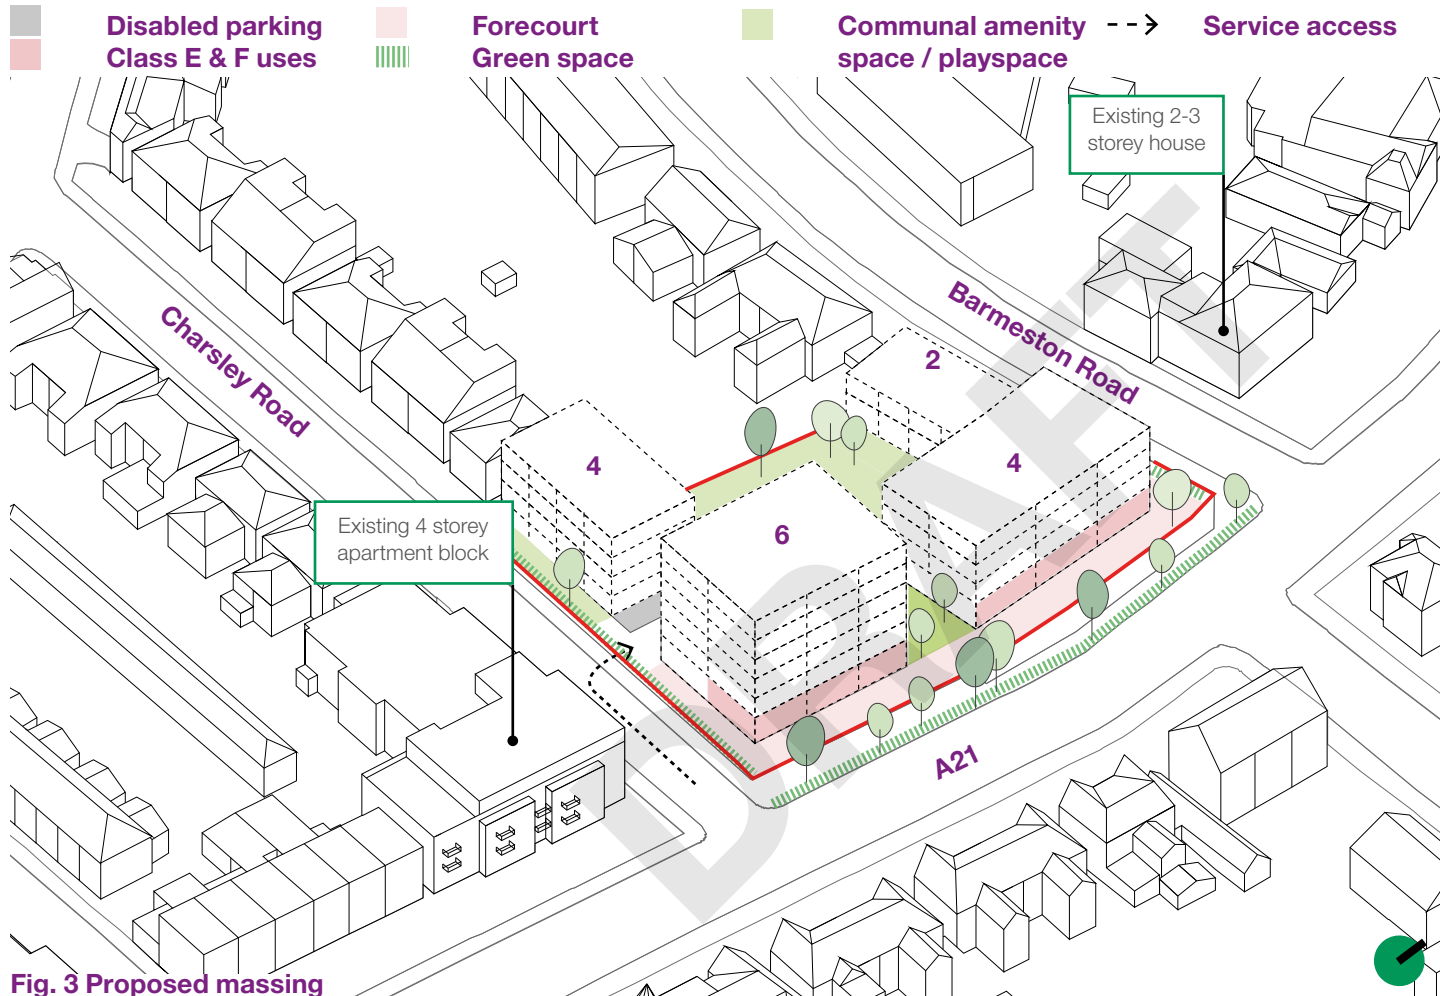 Disabled parking
Class E & F uses
Forecourt
Green space
Communal amenity
space / playspace
Service access
Existing 2-3
storey house
Charsley Road
Barmeston Road
2
4
4
6
Existing 4 storey
apartment block
A21
DRAFT
Fig. 3 Proposed massing